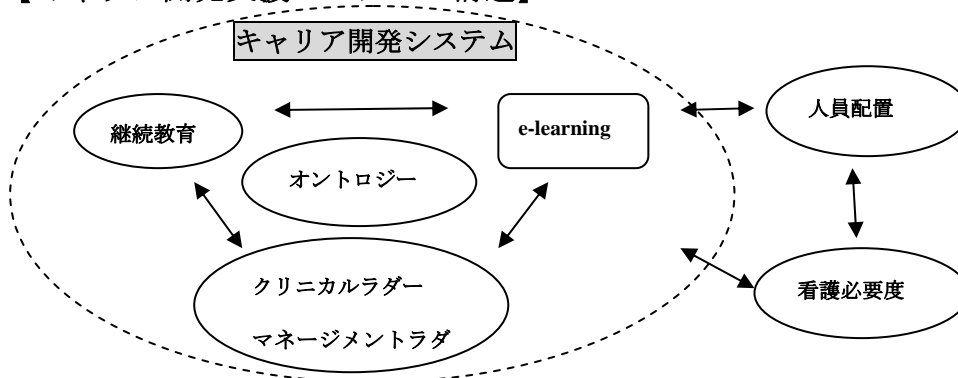 キャリア開発システム
人員配置
継続教育
e-learning
オントロジー
クリニカルラダー
マネージメントラダ
看護必要度